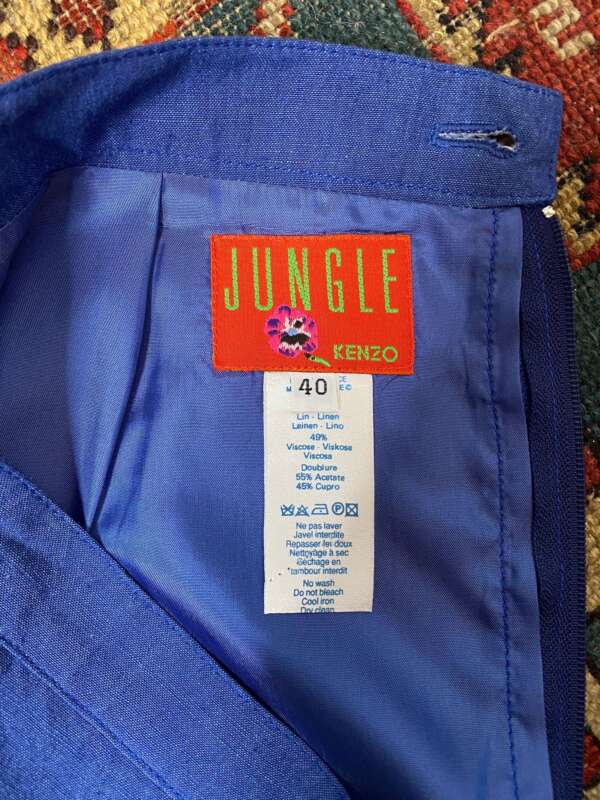 JUNGLE
KENZO
40
Lin - Linen
Leinen - Lino
49%
Viscose - Viskose
Viscosa
Doublure
55% Acetate
45% Cupro
Ne pas laver
Javel interdite
Repasser fer doux
Nettoyage à sec
Séchage en
tambour interdit
No wash
Do not bleach
Cool iron
Dry clean